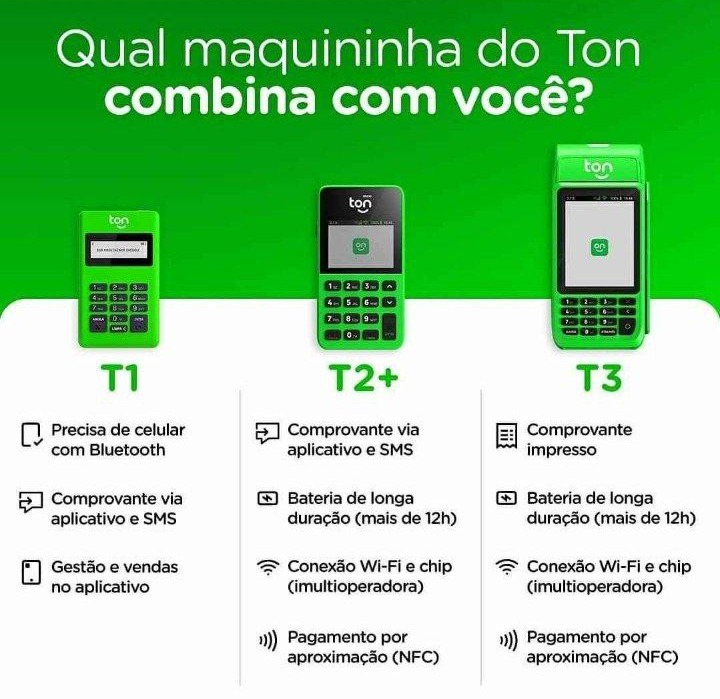 Qual maquininha do Ton
combina com você?
ton
ton
ton
T1
Precisa de celular
com Bluetooth
Comprovante via
aplicativo e SMS
Gestão e vendas
no aplicativo
T2+
Comprovante via
aplicativo e SMS
Bateria de longa
duração (mais de 12h)
Conexão Wi-Fi e chip
(imultioperadora)
Pagamento por
aproximação (NFC)
T3
Comprovante
impresso
Bateria de longa
duração (mais de 12h)
Conexão Wi-Fi e chip
(imultioperadora)
Pagamento por
aproximação (NFC)